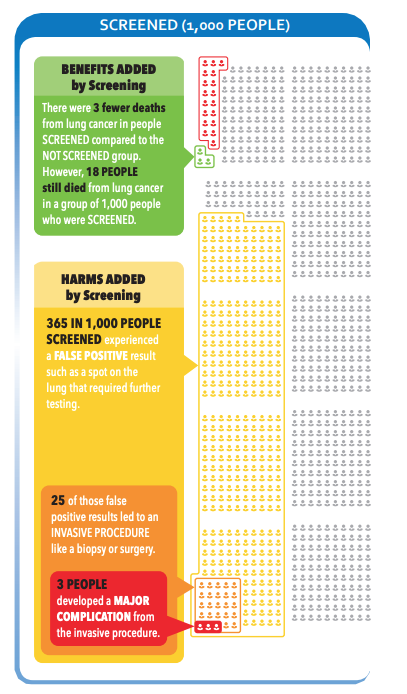 SCREENED (1,000 PEOPLE)
BENEFITS ADDED
by Screening
There were 3 fewer deaths
from lung cancer in people
SCREENED compared to the
NOT SCREENED group.
However, 18 PEOPLE
still died from lung cancer
in a group of 1,000 people
who were SCREENED.
HARMS ADDED
by Screening
365 IN 1,000 PEOPLE
SCREENED experienced
a FALSE POSITIVE result
such as a spot on the
lung that required further
testing.
25 of those false
positive results led to an
INVASIVE PROCEDURE
like a biopsy or surgery.
3 PEOPLE
developed a MAJOR
COMPLICATION from
the invasive procedure.